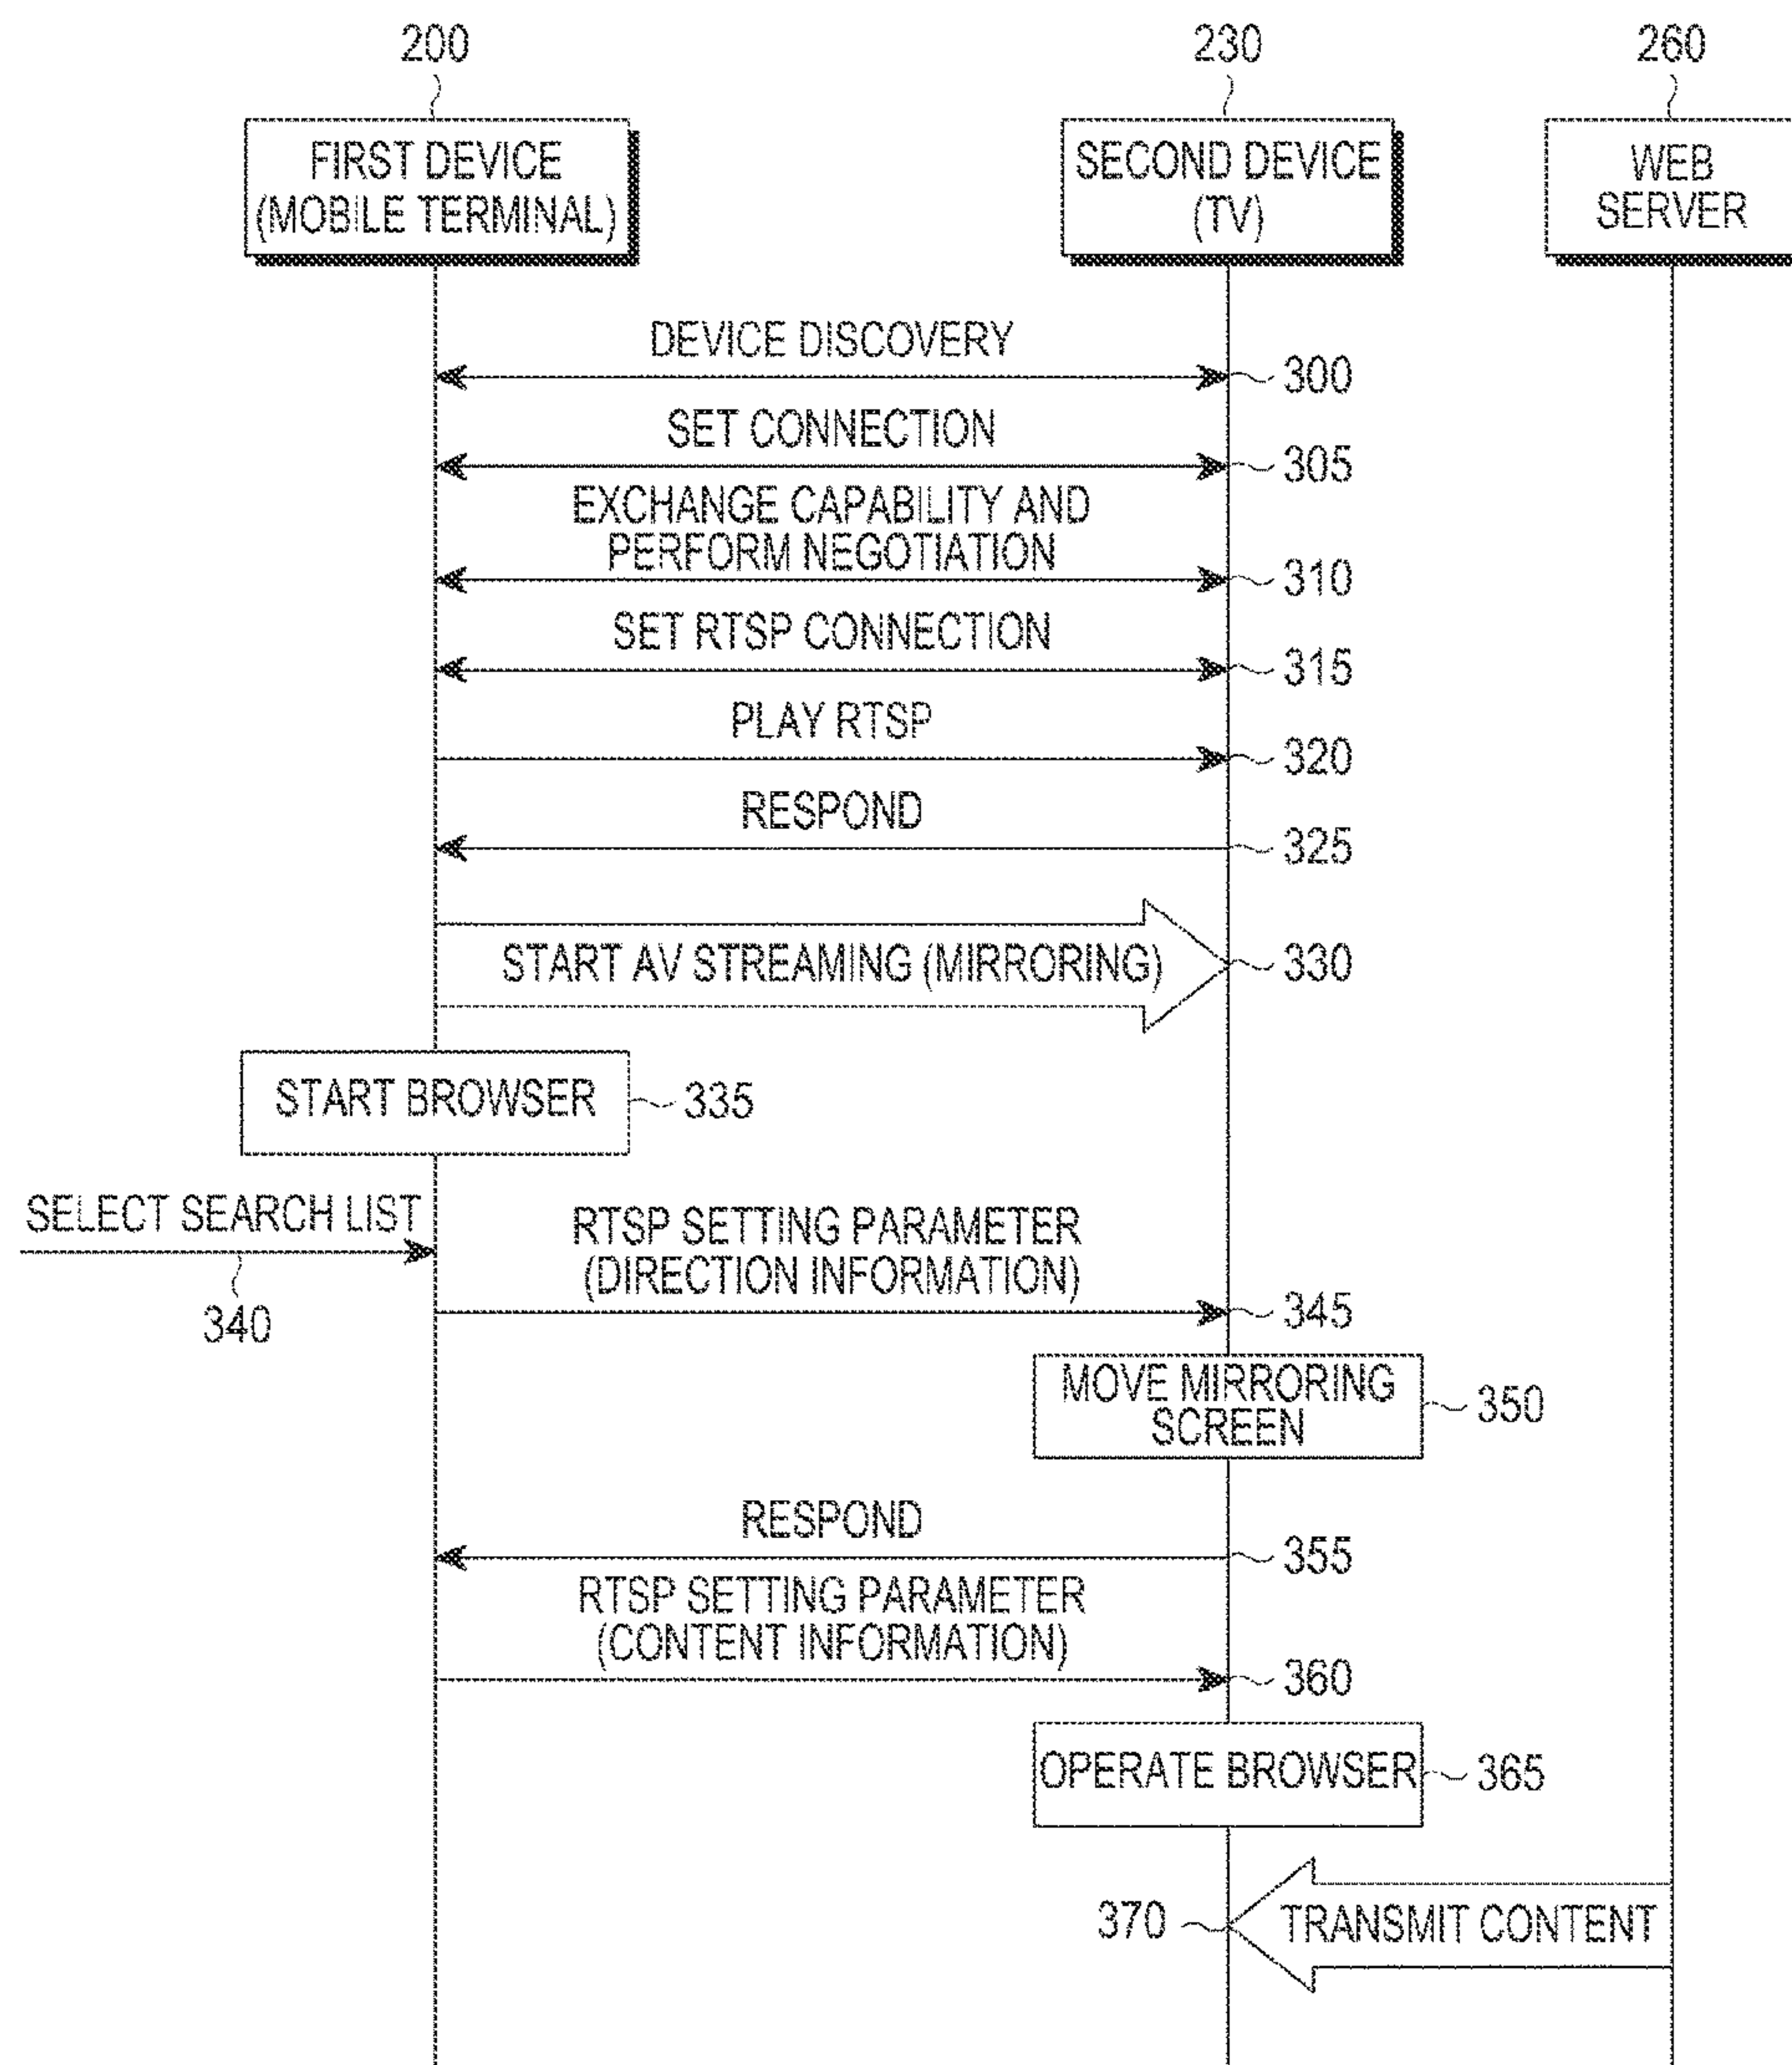 200
230
260
FIRST DEVICE
(MOBILE TERMINAL)
SECOND DEVICE
(TV)
WEB
SERVER
DEVICE DISCOVERY
300
SET CONNECTION
305
EXCHANGE CAPABILITY AND
PERFORM NEGOTIATION
310
SET RTSP CONNECTION
315
PLAY RTSP
320
RESPOND
325
START AV STREAMING (MIRRORING)
330
START BROWSER
335
SELECT SEARCH LIST
340
RTSP SETTING PARAMETER
(DIRECTION INFORMATION)
345
MOVE MIRRORING
SCREEN
350
RESPOND
355
RTSP SETTING PARAMETER
(CONTENT INFORMATION)
360
OPERATE BROWSER
365
370
TRANSMIT CONTENT